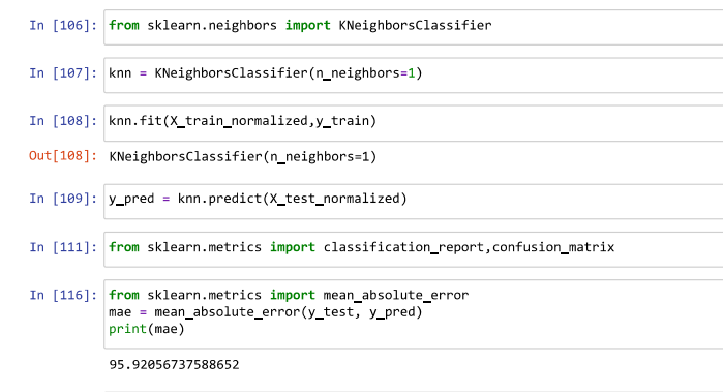 In [106]: from sklearn.neighbors import KNeighborsClassifier
In [107]: knn = KNeighborsClassifier(n_neighbors=1)
In [108]: knn.fit(X_train_normalized,y_train)
Out[108]: KNeighborsClassifier(n_neighbors=1)
In [109]: y_pred = knn.predict(X_test_normalized)
In [111]: from sklearn.metrics import classification_report,confusion_matrix
In [116]: from sklearn.metrics import mean_absolute_error
mae = mean_absolute_error(y_test, y_pred)
print(mae)
95.92056737588652